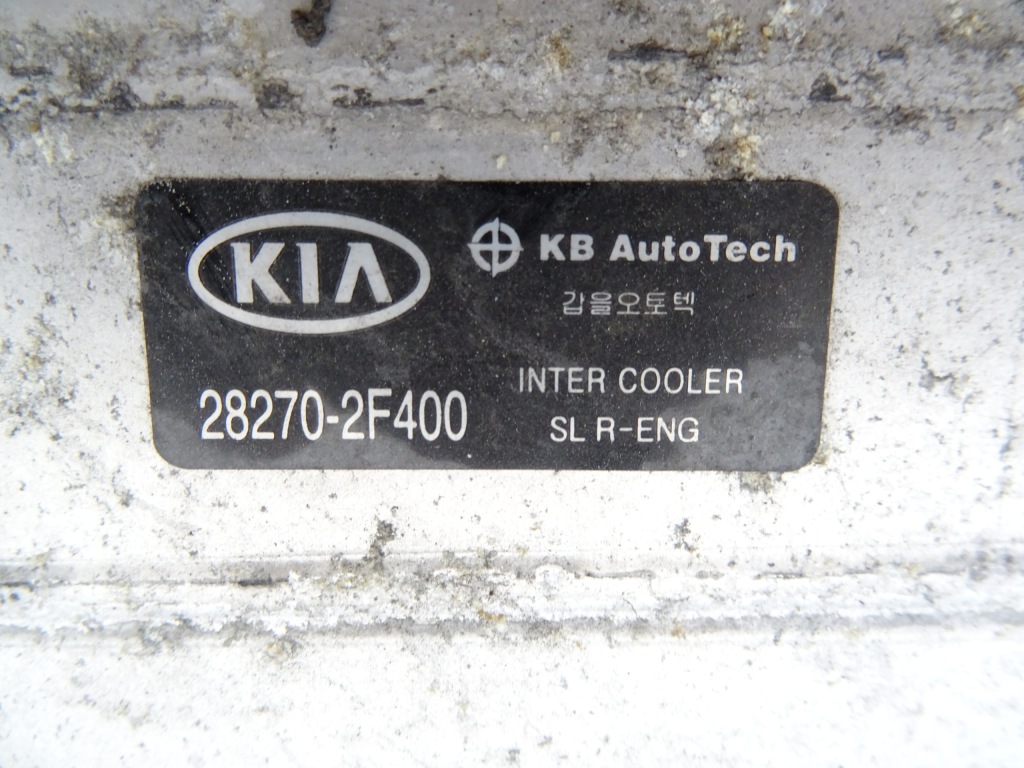 KIA
KB AutoTech
갑을오토텍
28270-2F400
INTER COOLER
SL R-ENG